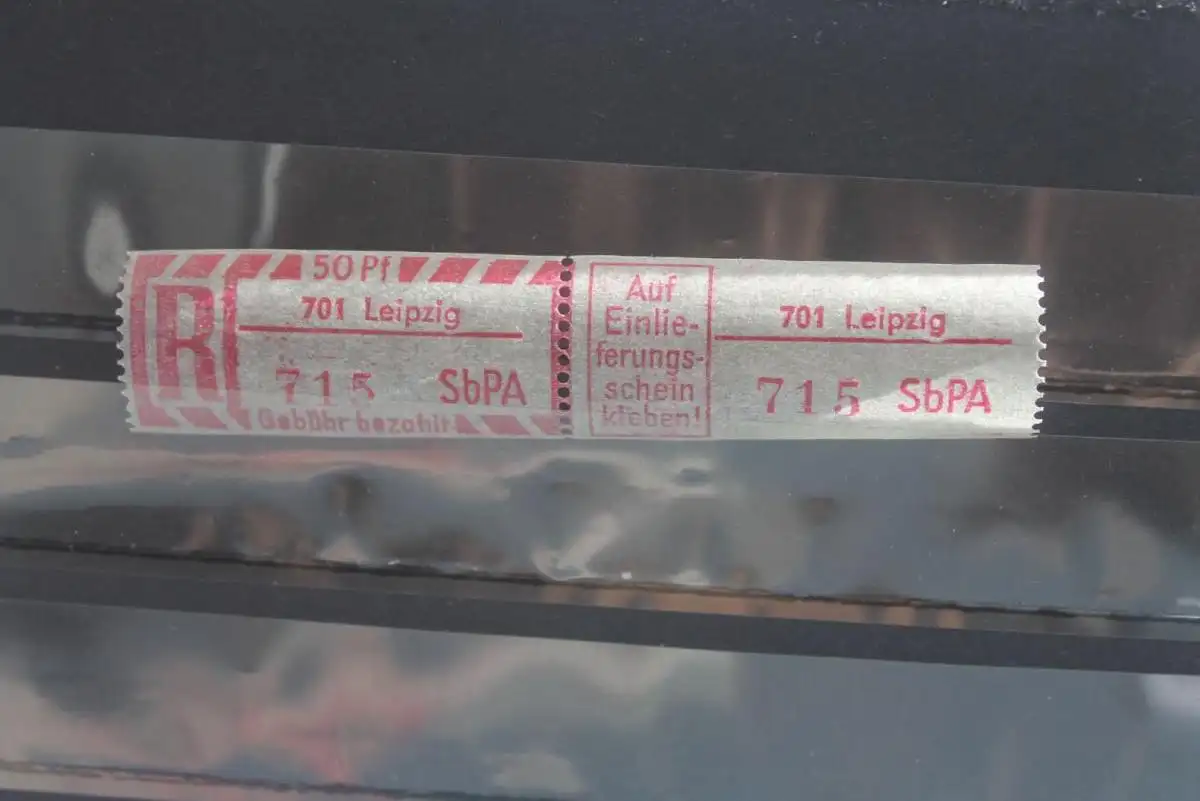 50 Pf
R
701 Leipzig
715 SbPA
Gebühr bezahlt
Auf
Einlie-
ferungs-
schein
kleben!
701 Leipzig
715 SbPA